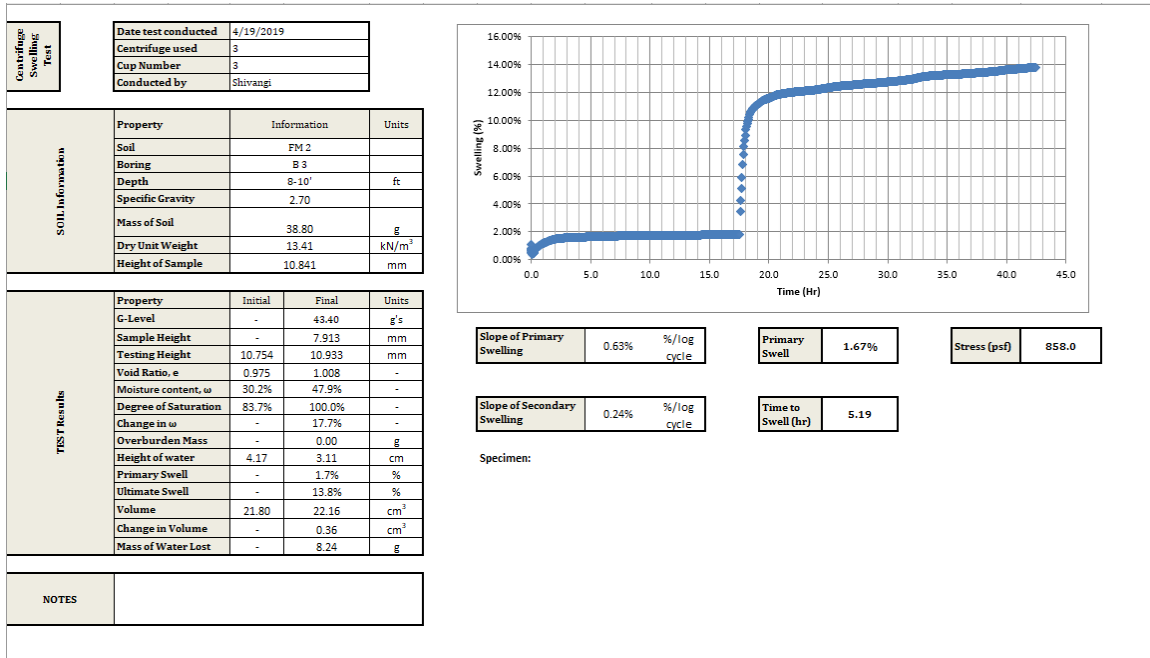 Centrifuge
Swelling
Test
Date test conducted 4/19/2019
Centrifuge used 3
Cup Number 3
Conducted by Shivangi
SOIL Information
Property Information Units
Soil FM 2
Boring B 3
Depth 8-10' ft
Specific Gravity 2.70
Mass of Soil 38.80 g
Dry Unit Weight 13.41 kN/m³
Height of Sample 10.841 mm
TEST Results
Property Initial Final Units
G-Level - 43.40 g's
Sample Height - 7.913 mm
Testing Height 10.754 10.933 mm
Void Ratio, e 0.975 1.008 -
Moisture content, ω 30.2% 47.9% -
Degree of Saturation 83.7% 100.0% -
Change in ω - 17.7% -
Overburden Mass - 0.00 g
Height of water 4.17 3.11 cm
Primary Swell - 1.7% %
Ultimate Swell - 13.8% %
Volume 21.80 22.16 cm³
Change in Volume - 0.36 cm³
Mass of Water Lost - 8.24 g
NOTES
Swelling (%)
16.00%
14.00%
12.00%
10.00%
8.00%
6.00%
4.00%
2.00%
0.00%
0.0 5.0 10.0 15.0 20.0 25.0 30.0 35.0 40.0 45.0
Time (Hr)
Slope of Primary
Swelling
0.63%
%/log
cycle
Primary
Swell
1.67%
Stress (psf) 858.0
Slope of Secondary
Swelling
0.24%
%/log
cycle
Time to
Swell (hr)
5.19
Specimen: